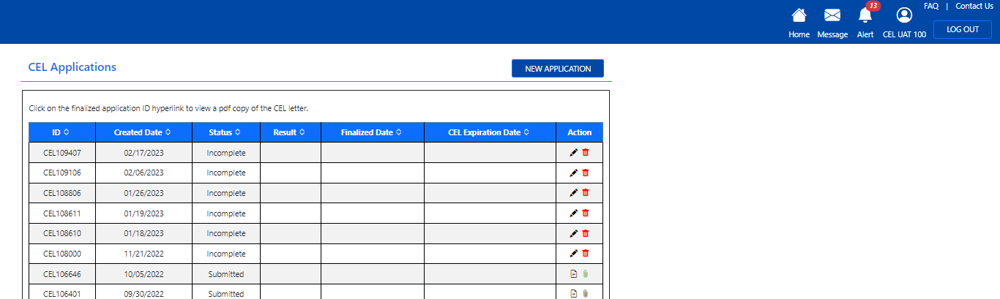 FAQ | Contact Us
13
Home Message Alert CEL UAT 100 LOG OUT
CEL Applications NEW APPLICATION
Click on the finalized application ID hyperlink to view a pdf copy of the CEL letter.
ID Created Date Status Result Finalized Date CEL Expiration Date Action
CEL109407 02/17/2023 Incomplete
CEL109106 02/06/2023 Incomplete
CEL108806 01/26/2023 Incomplete
CEL108611 01/19/2023 Incomplete
CEL108610 01/18/2023 Incomplete
CEL108000 11/21/2022 Incomplete
CEL106646 10/05/2022 Submitted
CEL106401 09/30/2022 Submitted